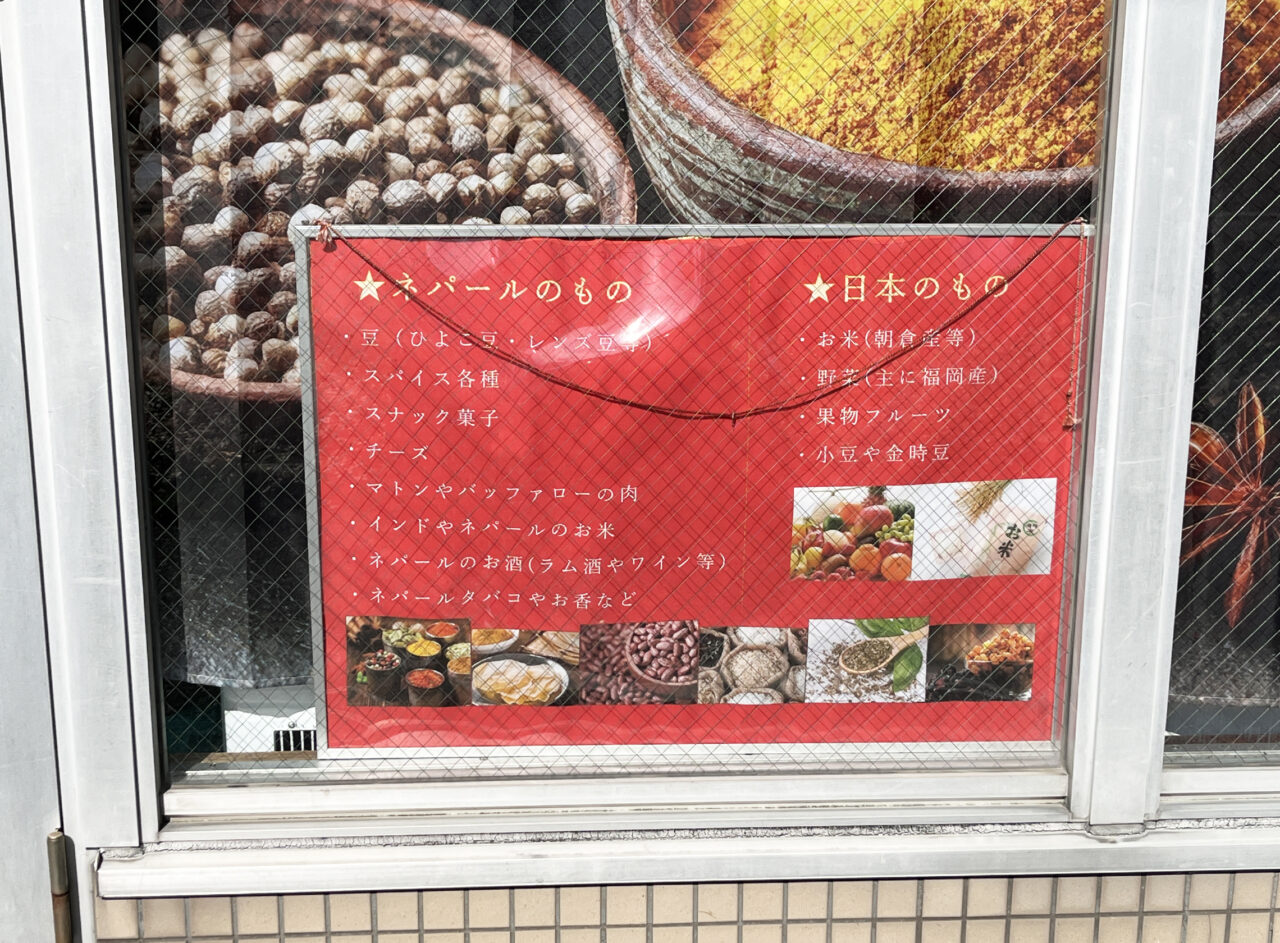 ★ネパールのもの
・豆（ひよこ豆・レンズ豆等）
・スパイス各種
・スナック菓子
・チーズ
・マトンやバッファローの肉
・インドやネパールのお米
・ネパールのお酒(ラム酒やワイン等)
・ネパールタバコやお香など
★日本のもの
・お米(朝倉産等)
・野菜(主に福岡産)
・果物フルーツ
・小豆や金時豆
お米